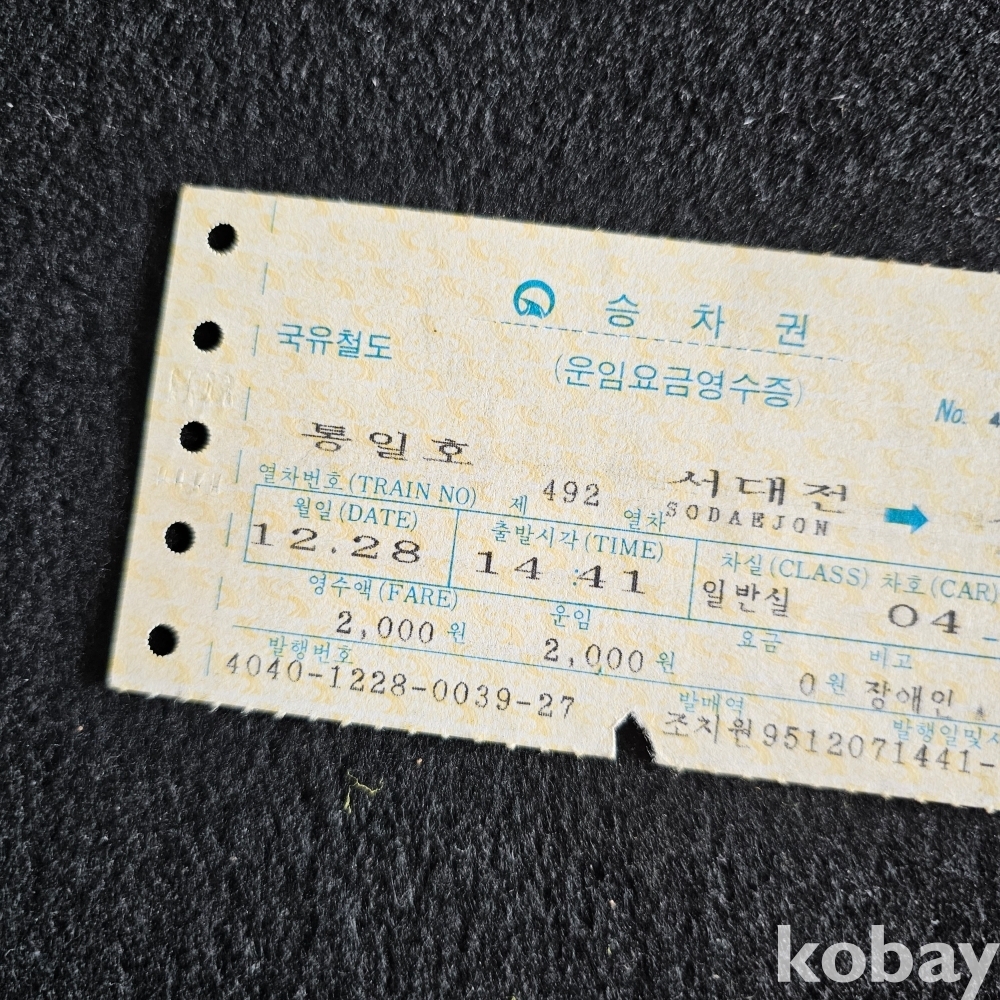 승 차 권
국유철도
(운임요금영수증)
No. 4
통일호
서대전
열차번호(TRAIN NO) 제 492 열차
SODAEJON
월일(DATE) 출발시각(TIME) 차실(CLASS) 차호(CAR)
12.28 14:41 일반실 04
영수액(FARE) 운임 요금 비고
2,000 원 2,000 원 0 원 장애인
발행번호 발매역 발행일및시
4040-1228-0039-27 조치원 9512071441-
kobay